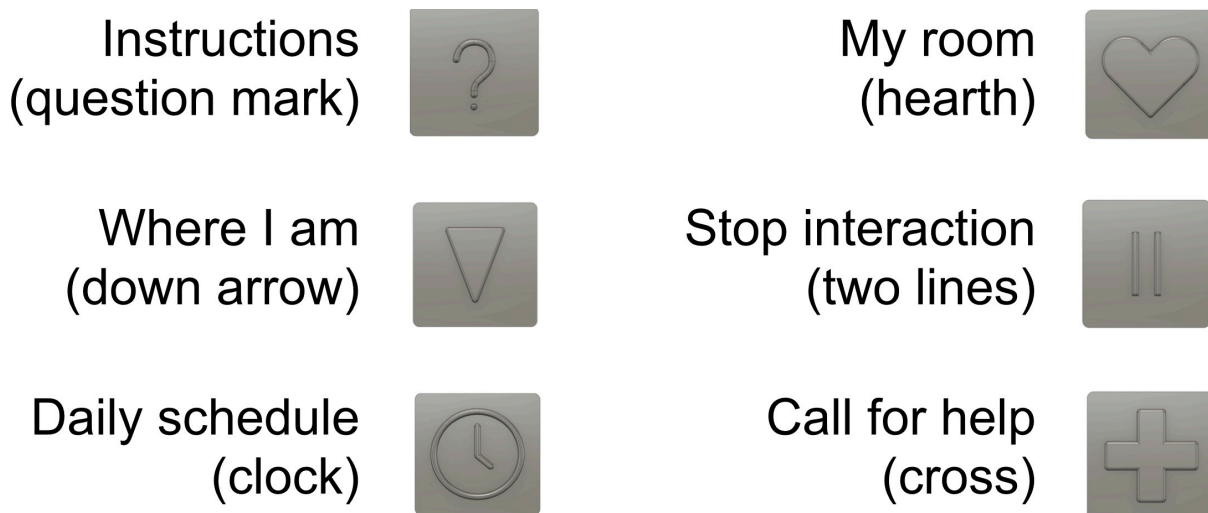 Instructions
(question mark)
?
My room
(hearth)
Where I am
(down arrow)
Stop interaction
(two lines)
Daily schedule
(clock)
Call for help
(cross)